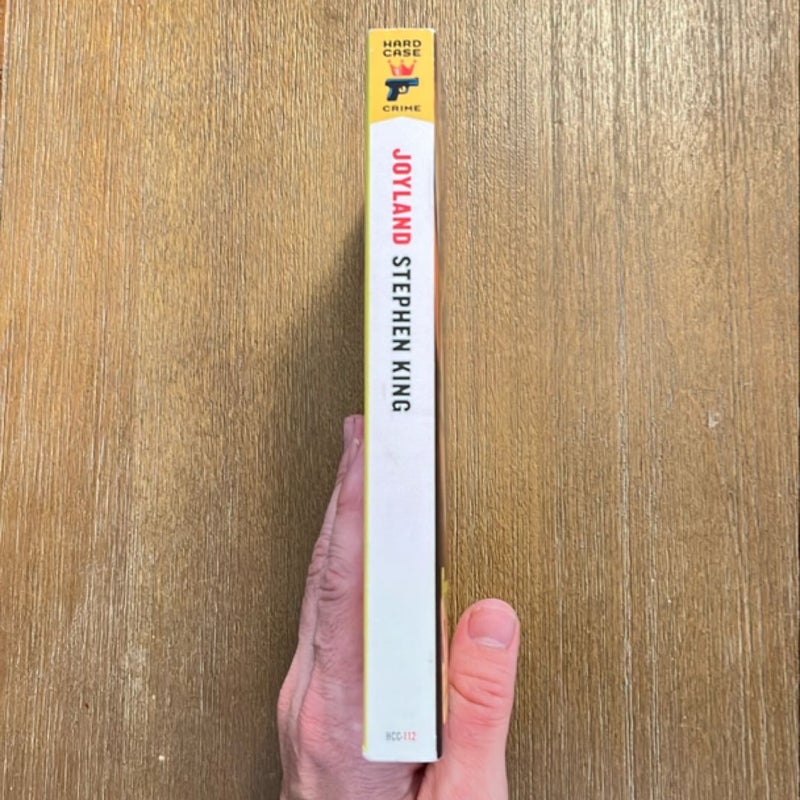 HARD
CASE
CRIME
JOYLAND STEPHEN KING
HCC-112